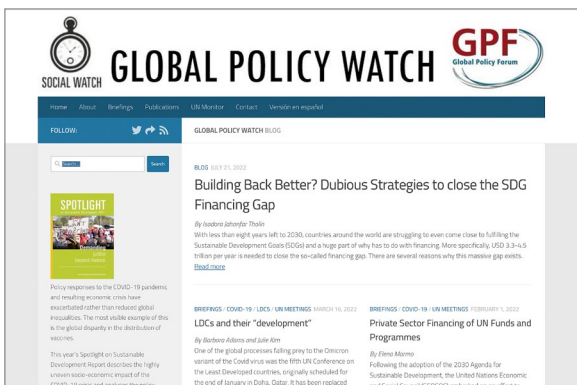 SOCIAL WATCH
GLOBAL POLICY WATCH
GPF
Global Policy Forum
Home About Briefings Publications UN Monitor Contact Versión en español
FOLLOW:
GLOBAL POLICY WATCH BLOG
Search...
Search
SPOTLIGHT
Demanding
justice
beyond rhetoric
Policy responses to the COVID-19 pandemic
and resulting economic crisis have
exacerbated rather than reduced global
inequalities. The most visible example of this
is the global disparity in the distribution of
vaccines.
This year's Spotlight on Sustainable
Development Report describes the highly
uneven socio-economic impact of the
BLOG JULY 21, 2022
Building Back Better? Dubious Strategies to close the SDG
Financing Gap
By Isadora Jahanfar Tholin
With less than eight years left to 2030, countries around the world are struggling to even come close to fulfilling the
Sustainable Development Goals (SDGs) and a huge part of why has to do with financing. More specifically, USD 3.3-4.5
trillion per year is needed to close the so-called financing gap. There are several reasons why this massive gap exists.
Read more
BRIEFINGS / COVID-19 / LDCS / UN MEETINGS MARCH 16, 2022
LDCs and their "development"
By Barbara Adams and Julie Kim
One of the global processes falling prey to the Omicron
variant of the Covid virus was the fifth UN Conference on
the Least Developed countries, originally scheduled for
the end of January in Doha, Qatar. It has been replaced
BRIEFINGS / COVID-19 / UN MEETINGS FEBRUARY 1, 2022
Private Sector Financing of UN Funds and
Programmes
By Elena Marmo
Following the adoption of the 2030 Agenda for
Sustainable Development, the United Nations Economic